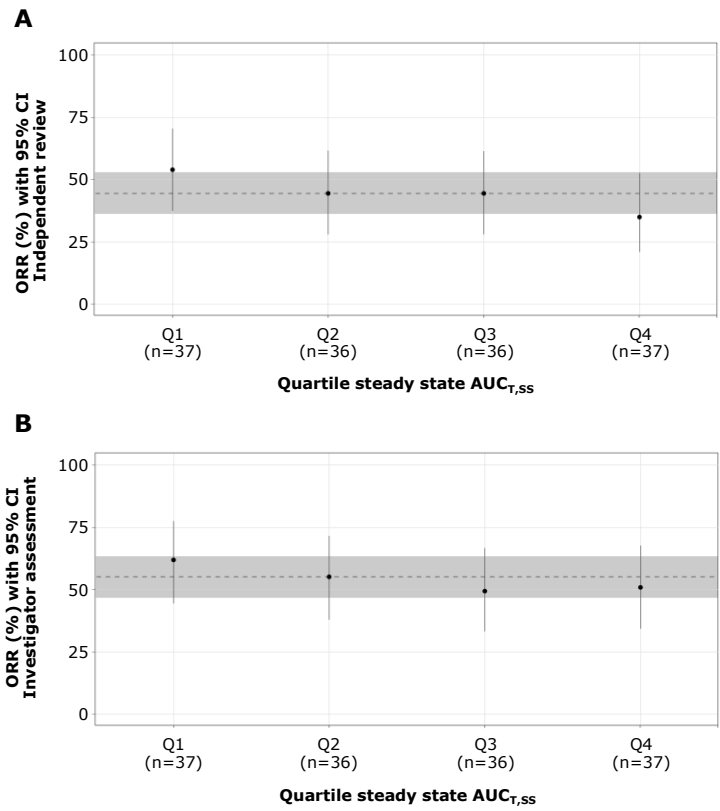 A
ORR (%) with 95% CI
Independent review
100
75
50
25
0
Q1 Q2 Q3 Q4
(n=37) (n=36) (n=36) (n=37)
Quartile steady state AUCT,SS
B
ORR (%) with 95% CI
Investigator assessment
100
75
50
25
0
Q1 Q2 Q3 Q4
(n=37) (n=36) (n=36) (n=37)
Quartile steady state AUCT,SS